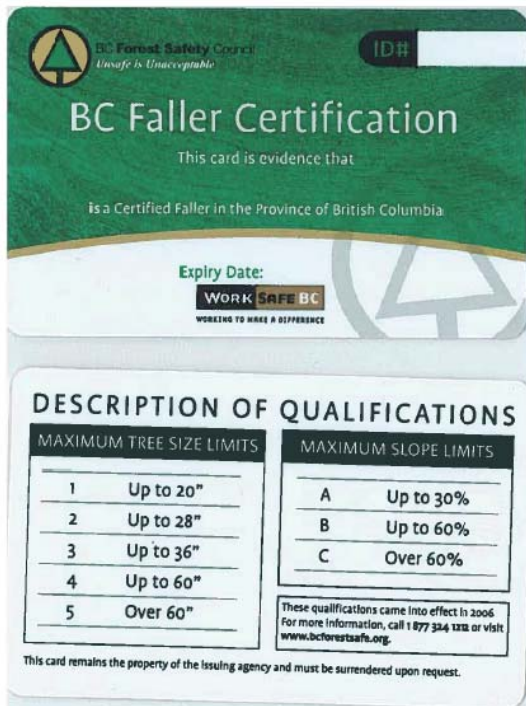 BC Forest Safety Council
Unsafe is Unacceptable
ID#
BC Faller Certification
This card is evidence that
is a Certified Faller in the Province of British Columbia
Expiry Date:
WORK SAFE BC
WORKING TO MAKE A DIFFERENCE
DESCRIPTION OF QUALIFICATIONS
MAXIMUM TREE SIZE LIMITS
1 Up to 20"
2 Up to 28"
3 Up to 36"
4 Up to 60"
5 Over 60"
MAXIMUM SLOPE LIMITS
A Up to 30%
B Up to 60%
C Over 60%
These qualifications came into effect in 2006
For more information, call 1 877 324 1212 or visit
www.bcforestsafe.org.
This card remains the property of the issuing agency and must be surrendered upon request.